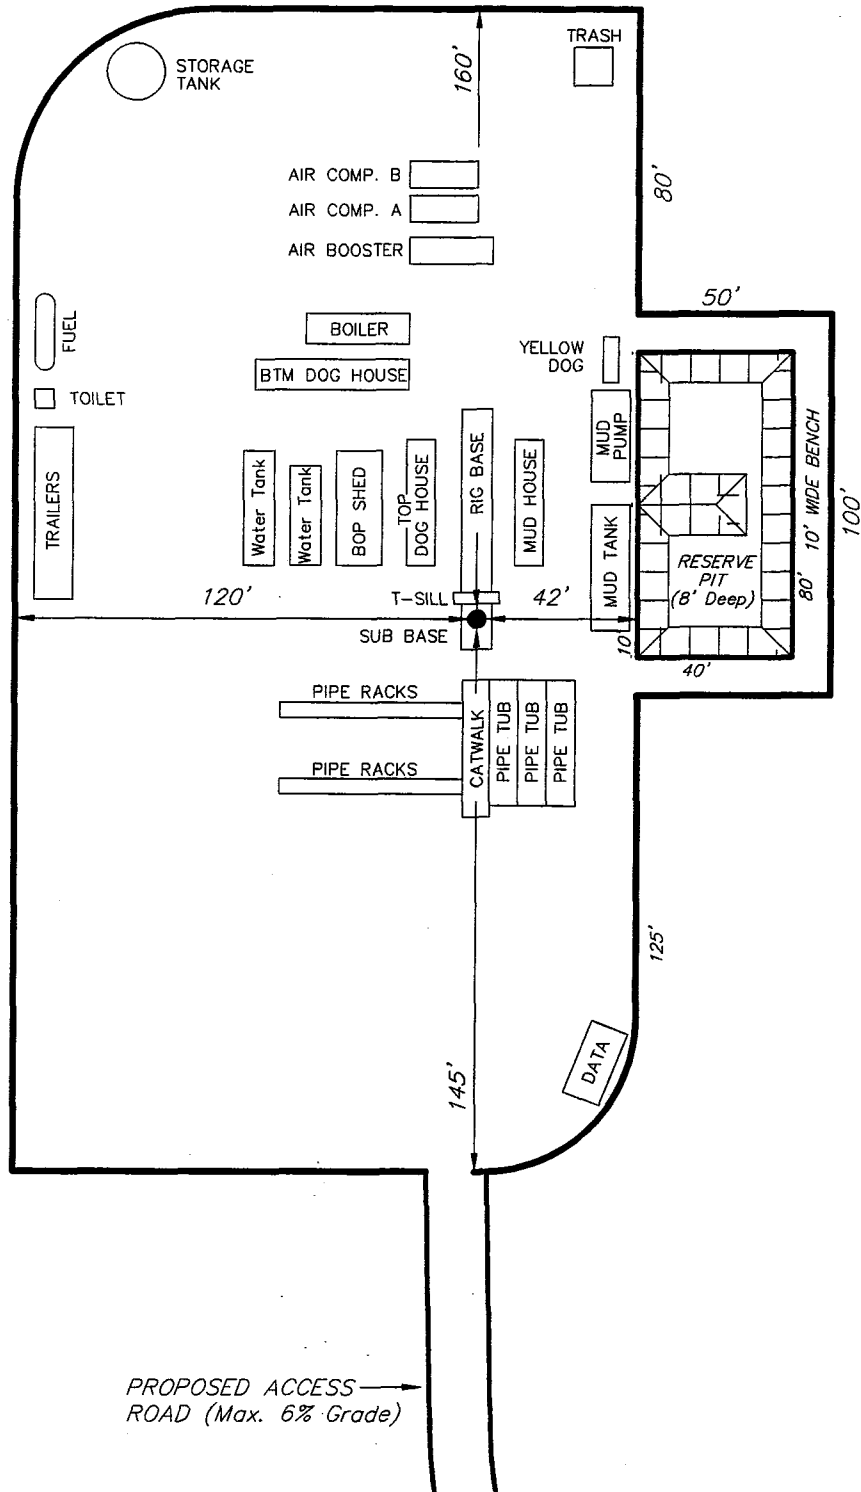 160'
TRASH
STORAGE
TANK
AIR COMP. B
AIR COMP. A
AIR BOOSTER
80'
50'
FUEL
BOILER
YELLOW
DOG
BTM DOG HOUSE
TOILET
MUD
PUMP
TRAILERS
Water Tank
Water Tank
BOP SHED
TOP
DOG HOUSE
RIG BASE
MUD HOUSE
MUD TANK
RESERVE
PIT
(8' Deep)
80'
10' WIDE BENCH
100'
120'
T-SILL
42'
SUB BASE
10'
40'
PIPE RACKS
CATWALK
PIPE TUB
PIPE TUB
PIPE TUB
PIPE RACKS
125'
145'
DATA
PROPOSED ACCESS
ROAD (Max. 6% Grade)